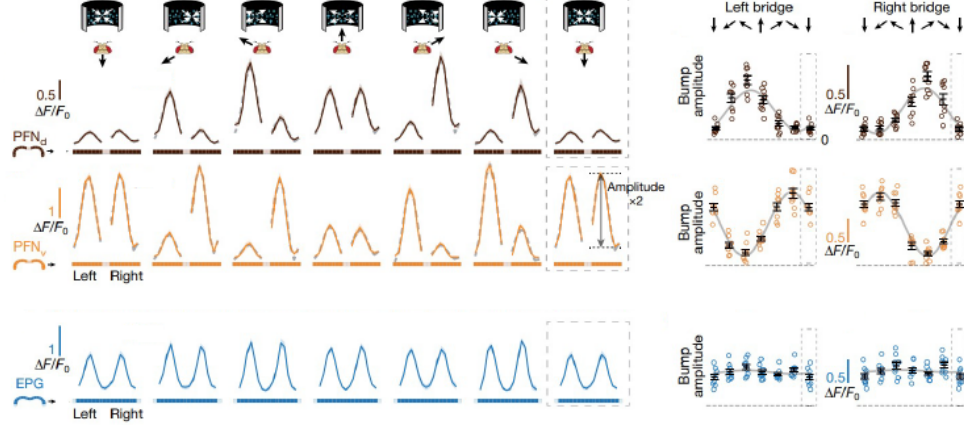 Left bridge
Right bridge
0.5
ΔF/F0
PFNd
Bump
amplitude
0.5
ΔF/F0
0
1
ΔF/F0
PFNv
Left Right
Amplitude
×2
Bump
amplitude
0.5
ΔF/F0
1
ΔF/F0
EPG
Left Right
Bump
amplitude
0.5
ΔF/F0